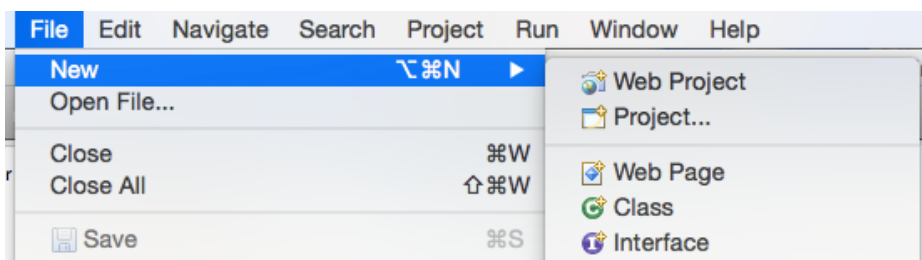 File Edit Navigate Search Project Run Window Help
New ⌥⌘N ▶
Open File...
Close ⌘W
Close All ⇧⌘W
Save ⌘S
Web Project
Project...
Web Page
Class
Interface